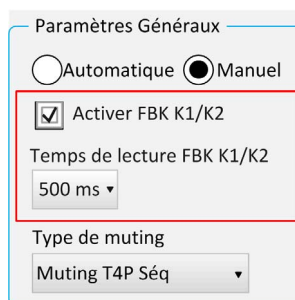 Paramètres Généraux
Automatique Manuel
Activer FBK K1/K2
Temps de lecture FBK K1/K2
500 ms
Type de muting
Muting T4P Séq